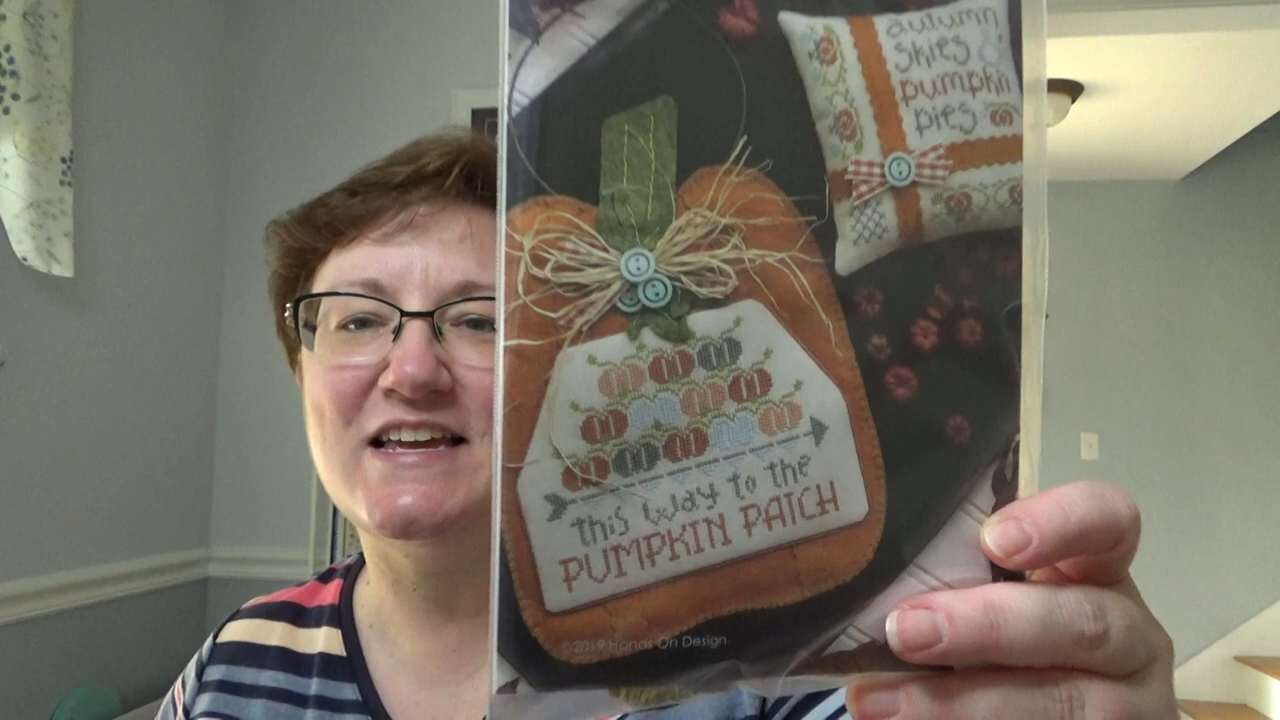 autumn
skies &
pumpkin
pies
this way to the
PUMPKIN PATCH
©2019 Hands On Design